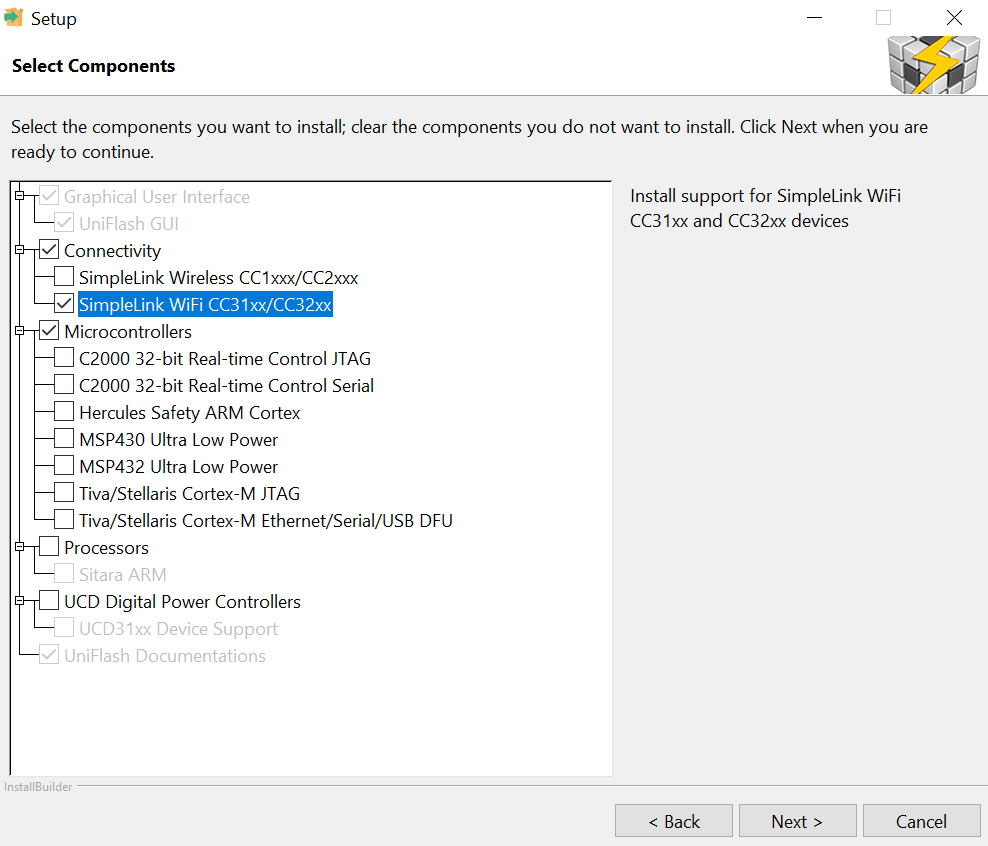 Setup
Select Components
Select the components you want to install; clear the components you do not want to install. Click Next when you are
ready to continue.
Graphical User Interface
UniFlash GUI
Connectivity
SimpleLink Wireless CC1xxx/CC2xxx
SimpleLink WiFi CC31xx/CC32xx
Microcontrollers
C2000 32-bit Real-time Control JTAG
C2000 32-bit Real-time Control Serial
Hercules Safety ARM Cortex
MSP430 Ultra Low Power
MSP432 Ultra Low Power
Tiva/Stellaris Cortex-M JTAG
Tiva/Stellaris Cortex-M Ethernet/Serial/USB DFU
Processors
Sitara ARM
UCD Digital Power Controllers
UCD31xx Device Support
UniFlash Documentations
Install support for SimpleLink WiFi
CC31xx and CC32xx devices
InstallBuilder
< Back
Next >
Cancel